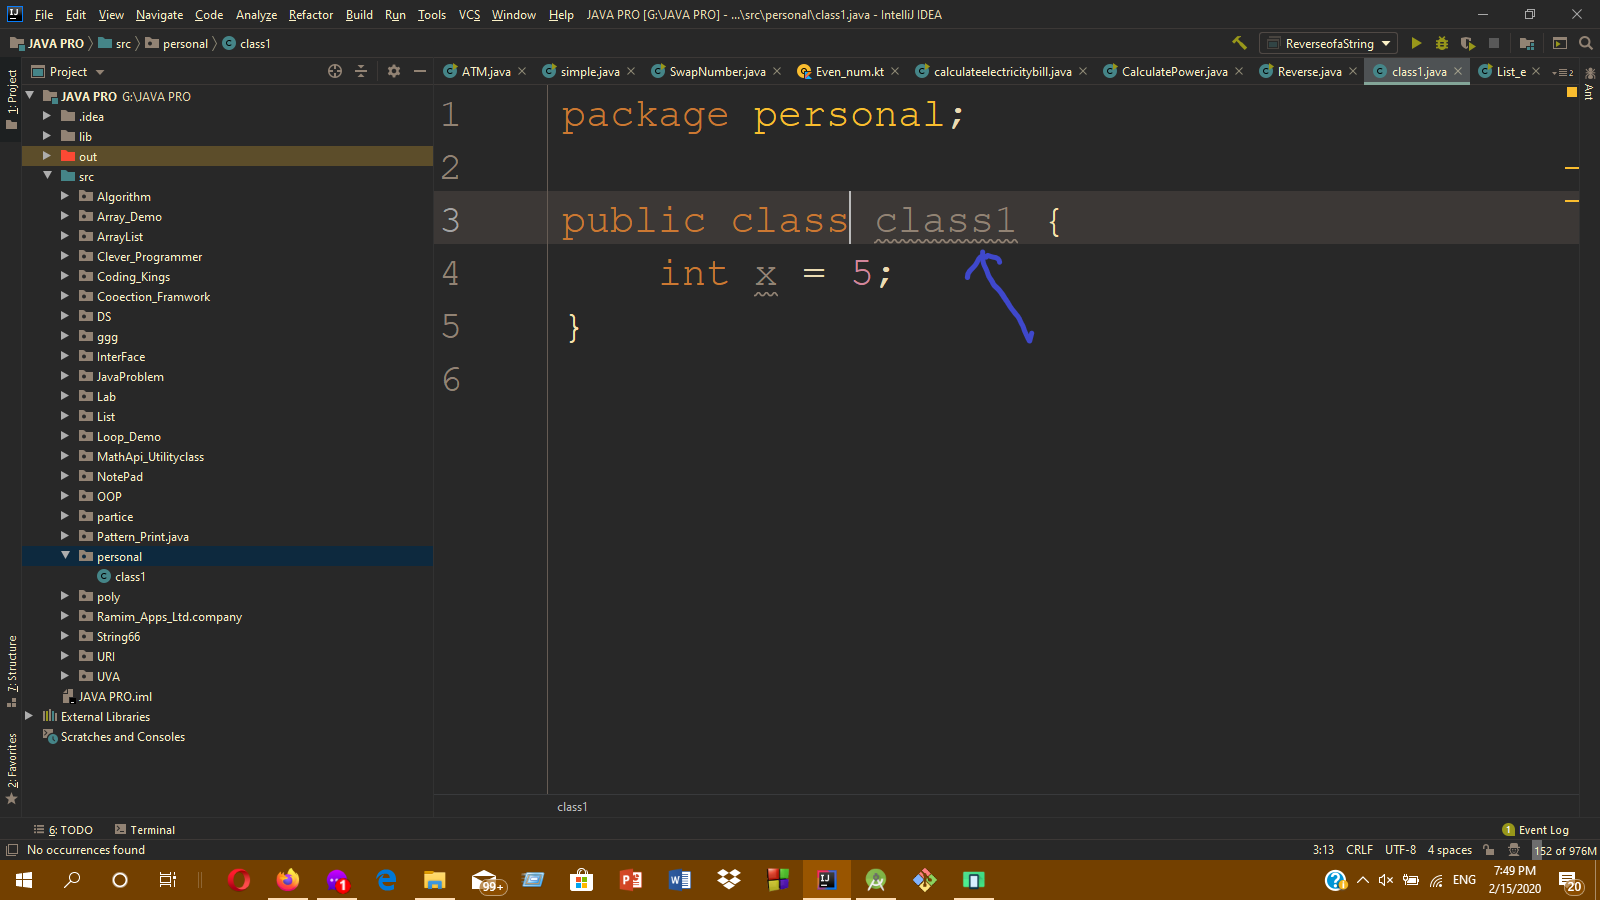 File Edit View Navigate Code Analyze Refactor Build Run Tools VCS Window Help JAVA PRO [G:\JAVA PRO] - ...\src\personal\class1.java - IntelliJ IDEA
JAVA PRO src personal class1
ReverseofaString
Project
ATM.java simple.java SwapNumber.java Even_num.kt calculateelectricitybill.java CalculatePower.java Reverse.java class1.java List_e 2
1: Project
Ant
JAVA PRO G:\JAVA PRO
.idea
lib
out
src
Algorithm
Array_Demo
ArrayList
Clever_Programmer
Coding_Kings
Cooection_Framwork
DS
ggg
InterFace
JavaProblem
Lab
List
Loop_Demo
MathApi_Utilityclass
NotePad
OOP
partice
Pattern_Print.java
personal
class1
poly
Ramim_Apps_Ltd.company
String66
URI
UVA
JAVA PRO.iml
External Libraries
Scratches and Consoles
7: Structure
2: Favorites
1 package personal;
2
3 public class class1 {
4 int x = 5;
5 }
6
class1
6: TODO Terminal
1 Event Log
No occurrences found
3:13 CRLF UTF-8 4 spaces 152 of 976M
1
99+
ENG
7:49 PM
2/15/2020
20